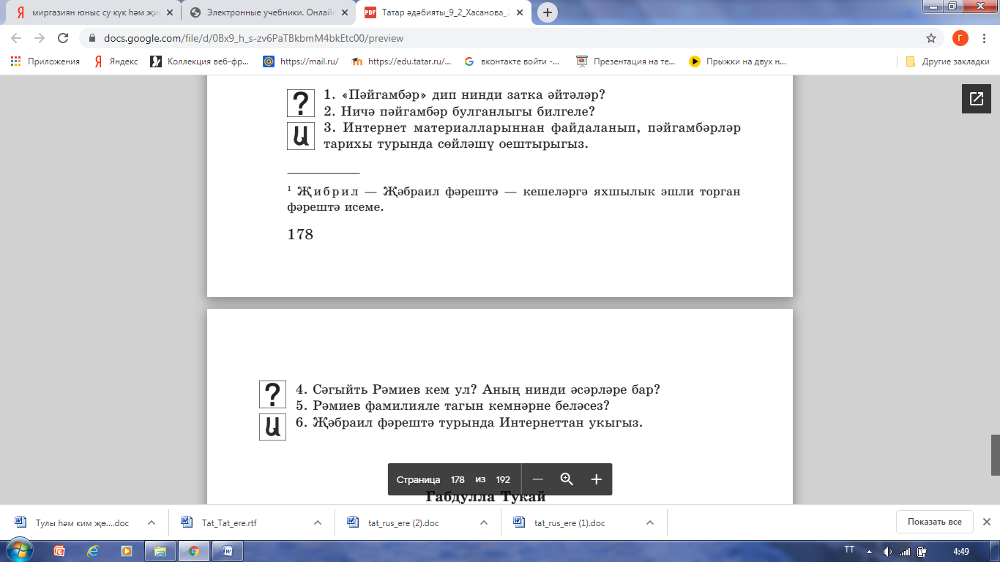 миргазиян юныс су күк һәм җир
Электронные учебники. Онлайн
Татар әдәбияты_9_2_Хасанова_2
docs.google.com/file/d/0Bx9_h_s-zv6PaTBkbmM4bkEtc00/preview
Г
Приложения Яндекс Коллекция веб-фр... https://mail.ru/ https://edu.tatar.ru/... вконтакте войти -... Презентация на те... Прыжки на двух н... Другие закладки
1. «Пәйгамбәр» дип нинди затка әйтәләр?
2. Ничә пәйгамбәр булганлыгы билгеле?
3. Интернет материалларыннан файдаланып, пәйгамбәрләр
тарихы турында сөйләшү оештырыгыз.
¹ Җибрил — Җәбраил фәрештә — кешеләргә яхшылык эшли торган
фәрештә исеме.
178
4. Сәгыйть Рәмиев кем ул? Аның нинди әсәрләре бар?
5. Рәмиев фамилияле тагын кемнәрне беләсез?
6. Җәбраил фәрештә турында Интернеттан укыгыз.
Страница 178 из 192
Габдулла Тукай
Тулы һәм ким җө....doc Tat_Tat_ere.rtf tat_rus_ere (2).doc tat_rus_ere (1).doc Показать все
TT 4:49